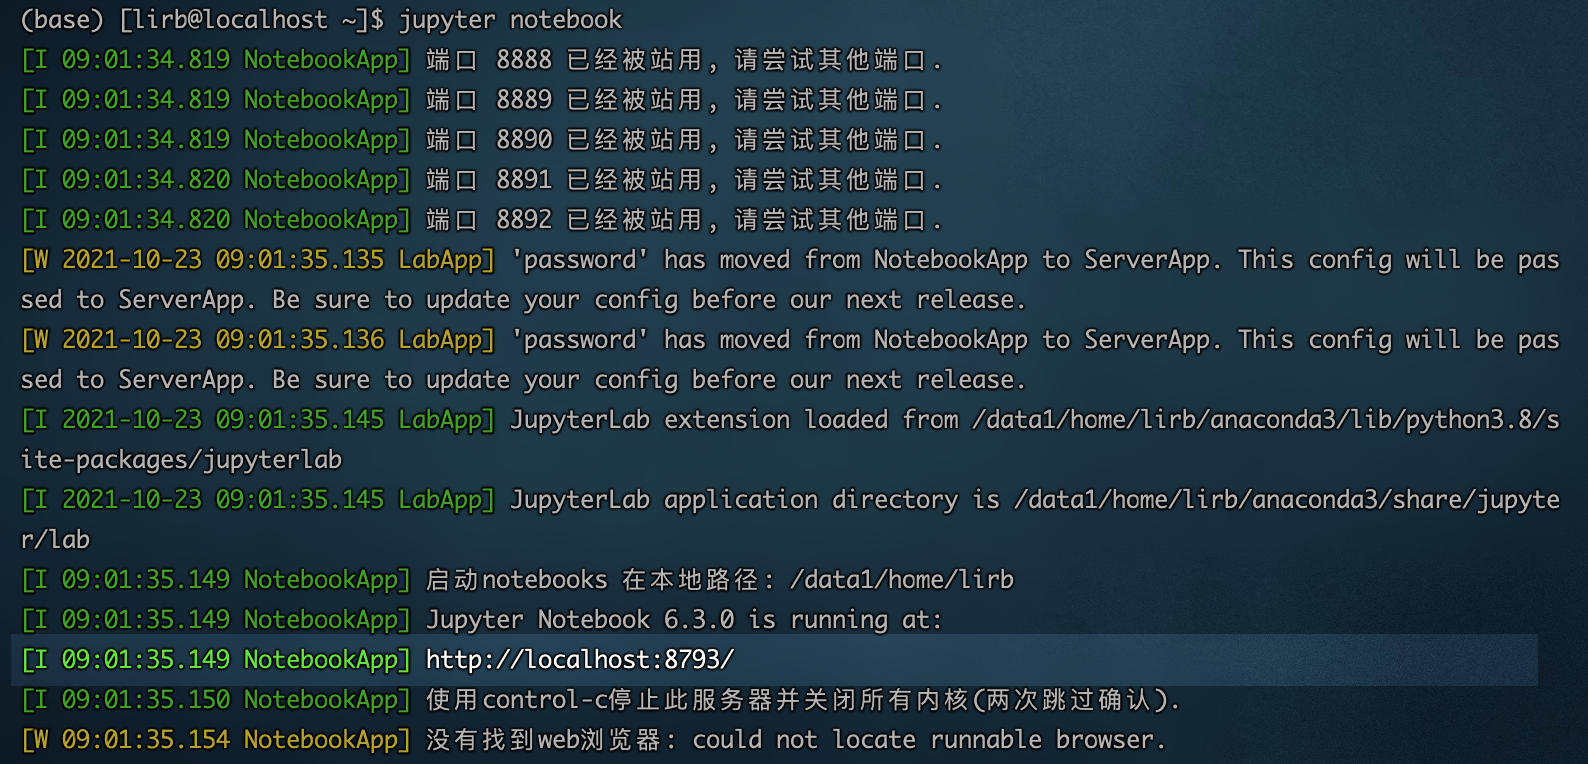 (base) [lirb@localhost ~]$ jupyter notebook
[I 09:01:34.819 NotebookApp] 端口 8888 已经被站用, 请尝试其他端口.
[I 09:01:34.819 NotebookApp] 端口 8889 已经被站用, 请尝试其他端口.
[I 09:01:34.819 NotebookApp] 端口 8890 已经被站用, 请尝试其他端口.
[I 09:01:34.820 NotebookApp] 端口 8891 已经被站用, 请尝试其他端口.
[I 09:01:34.820 NotebookApp] 端口 8892 已经被站用, 请尝试其他端口.
[W 2021-10-23 09:01:35.135 LabApp] 'password' has moved from NotebookApp to ServerApp. This config will be pas
sed to ServerApp. Be sure to update your config before our next release.
[W 2021-10-23 09:01:35.136 LabApp] 'password' has moved from NotebookApp to ServerApp. This config will be pas
sed to ServerApp. Be sure to update your config before our next release.
[I 2021-10-23 09:01:35.145 LabApp] JupyterLab extension loaded from /data1/home/lirb/anaconda3/lib/python3.8/s
ite-packages/jupyterlab
[I 2021-10-23 09:01:35.145 LabApp] JupyterLab application directory is /data1/home/lirb/anaconda3/share/jupyte
r/lab
[I 09:01:35.149 NotebookApp] 启动notebooks 在本地路径: /data1/home/lirb
[I 09:01:35.149 NotebookApp] Jupyter Notebook 6.3.0 is running at:
[I 09:01:35.149 NotebookApp] http://localhost:8793/
[I 09:01:35.150 NotebookApp] 使用control-c停止此服务器并关闭所有内核(两次跳过确认).
[W 09:01:35.154 NotebookApp] 没有找到web浏览器: could not locate runnable browser.